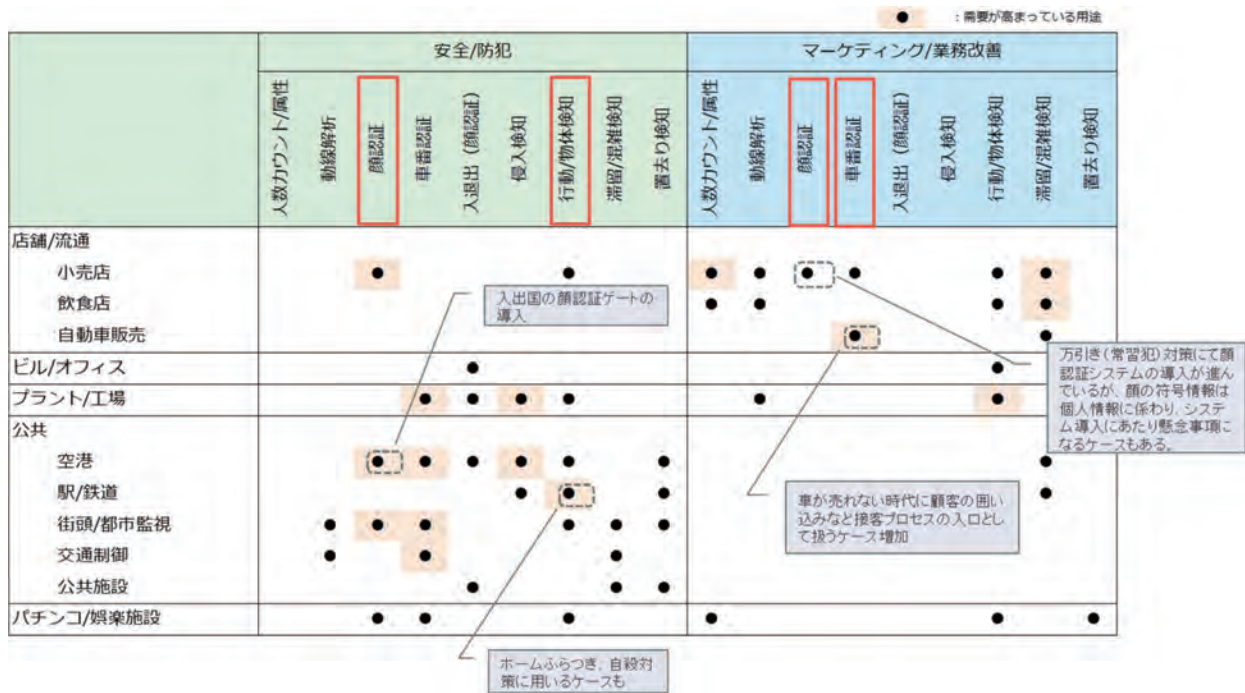 ● ：需要が高まっている用途
安全/防犯
マーケティング/業務改善
人数カウント/属性
動線解析
顔認証
車番認証
入退出（顔認証）
侵入検知
行動/物体検知
滞留/混雑検知
置去り検知
人数カウント/属性
動線解析
顔認証
車番認証
入退出（顔認証）
侵入検知
行動/物体検知
滞留/混雑検知
置去り検知
店舗/流通
小売店
飲食店
自動車販売
ビル/オフィス
プラント/工場
公共
空港
駅/鉄道
街頭/都市監視
交通制御
公共施設
パチンコ/娯楽施設
入出国の顔認証ゲートの
導入
万引き（常習犯）対策にて顔
認証システムの導入が進ん
でいるが、顔の符号情報は
個人情報に係わり、システ
ム導入にあたり懸念事項に
なるケースもある。
車が売れない時代に顧客の囲い
込みなど接客プロセスの入口とし
て扱うケース増加
ホームふらつき、自殺対
策に用いるケースも